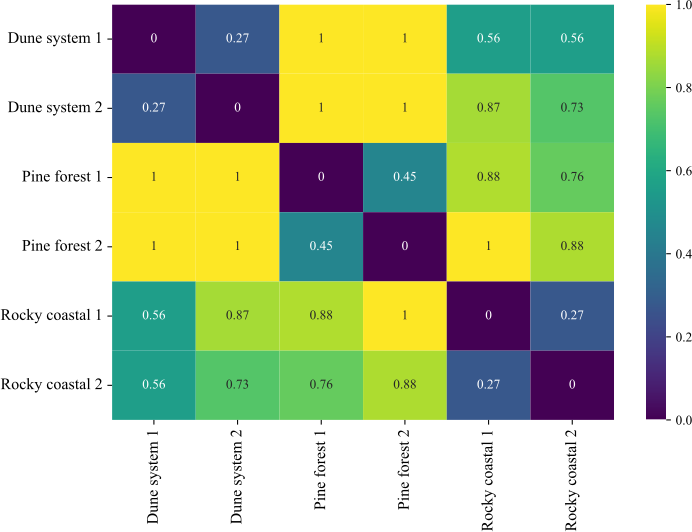 Dune system 1 0 0.27 1 1 0.56 0.56
Dune system 2 0.27 0 1 1 0.87 0.73
Pine forest 1 1 1 0 0.45 0.88 0.76
Pine forest 2 1 1 0.45 0 1 0.88
Rocky coastal 1 0.56 0.87 0.88 1 0 0.27
Rocky coastal 2 0.56 0.73 0.76 0.88 0.27 0
Dune system 1
Dune system 2
Pine forest 1
Pine forest 2
Rocky coastal 1
Rocky coastal 2
1.0
0.8
0.6
0.4
0.2
0.0